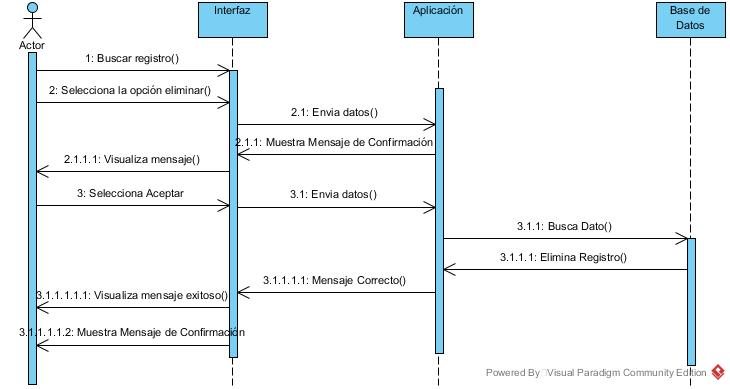 Interfaz
Aplicación
Base de
Datos
Actor
1: Buscar registro()
2: Selecciona la opción eliminar()
2.1: Envia datos()
2.1.1: Muestra Mensaje de Confirmación
2.1.1.1: Visualiza mensaje()
3: Selecciona Aceptar
3.1: Envia datos()
3.1.1: Busca Dato()
3.1.1.1: Elimina Registro()
3.1.1.1.1: Mensaje Correcto()
3.1.1.1.1.1: Visualiza mensaje exitoso()
3.1.1.1.1.2: Muestra Mensaje de Confirmación
Powered By Visual Paradigm Community Edition